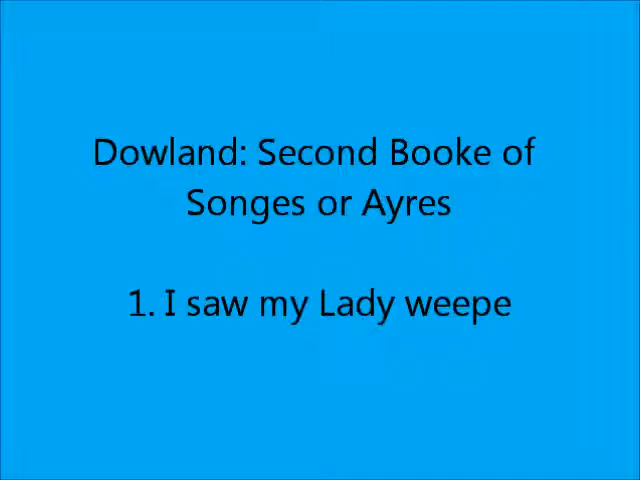 Dowland: Second Booke of
Songes or Ayres
1. I saw my Lady weepe